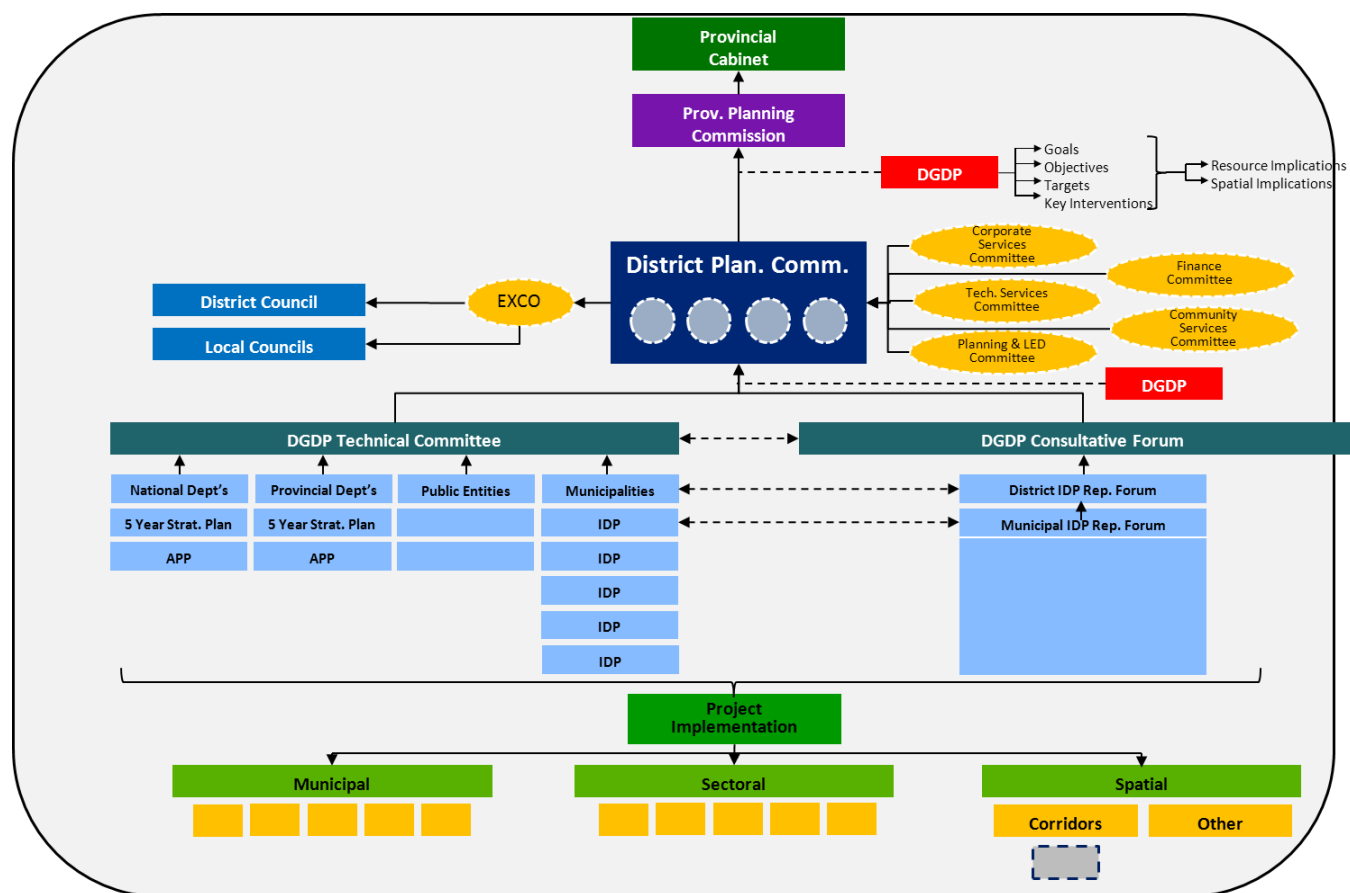 Provincial
Cabinet
Prov. Planning
Commission
DGDP
Goals
Objectives
Targets
Key Interventions
Resource Implications
Spatial Implications
District Plan. Comm.
Corporate
Services
Committee
Finance
Committee
Tech. Services
Committee
Community
Services
Committee
Planning & LED
Committee
EXCO
District Council
Local Councils
DGDP
DGDP Technical Committee
DGDP Consultative Forum
National Dept's
Provincial Dept's
Public Entities
Municipalities
District IDP Rep. Forum
5 Year Strat. Plan
5 Year Strat. Plan
IDP
Municipal IDP Rep. Forum
APP
APP
IDP
IDP
IDP
IDP
Project
Implementation
Municipal
Sectoral
Spatial
Corridors
Other